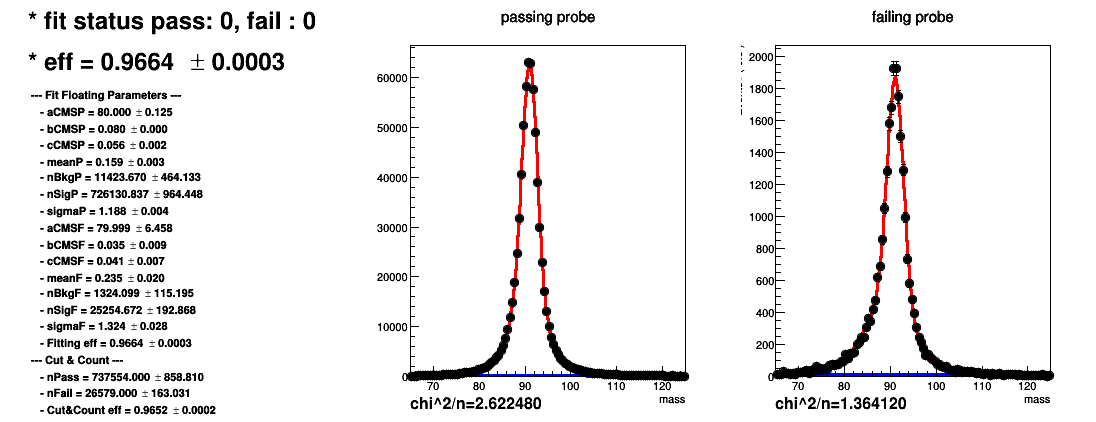 * fit status pass: 0, fail : 0
* eff = 0.9664 ± 0.0003
--- Fit Floating Parameters ---
- aCMSP = 80.000 ± 0.125
- bCMSP = 0.080 ± 0.000
- cCMSP = 0.056 ± 0.002
- meanP = 0.159 ± 0.003
- nBkgP = 11423.670 ± 464.133
- nSigP = 726130.837 ± 964.448
- sigmaP = 1.188 ± 0.004
- aCMSF = 79.999 ± 6.458
- bCMSF = 0.035 ± 0.009
- cCMSF = 0.041 ± 0.007
- meanF = 0.235 ± 0.020
- nBkgF = 1324.099 ± 115.195
- nSigF = 25254.672 ± 192.868
- sigmaF = 1.324 ± 0.028
- Fitting eff = 0.9664 ± 0.0003
--- Cut & Count ---
- nPass = 737554.000 ± 858.810
- nFail = 26579.000 ± 163.031
- Cut&Count eff = 0.9652 ± 0.0002
passing probe
60000
50000
40000
30000
20000
10000
0
70 80 90 100 110 120
mass
chi^2/n=2.622480
failing probe
2000
1800
1600
1400
1200
1000
800
600
400
200
70 80 90 100 110 120
mass
chi^2/n=1.364120